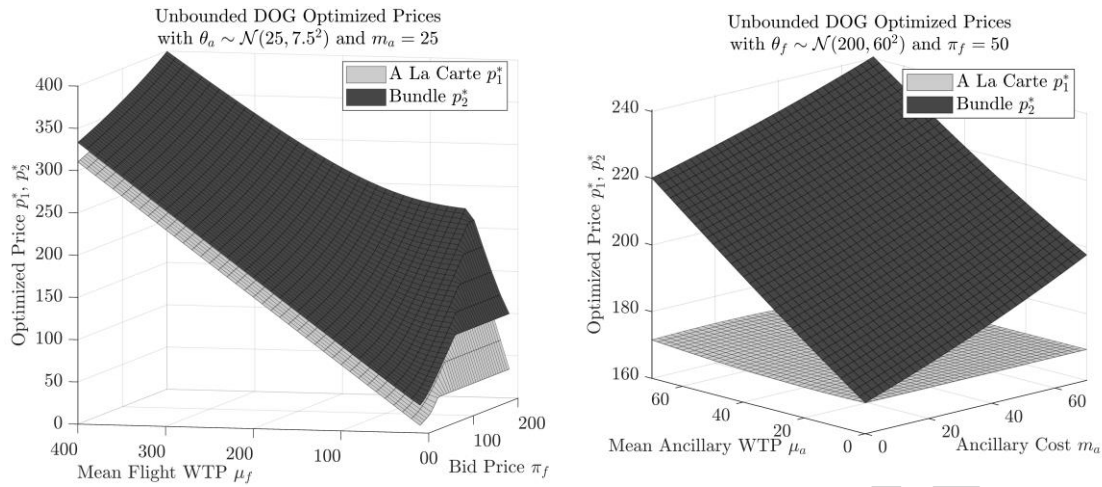 Unbounded DOG Optimized Prices
with θₐ ∼ 𝒩(25, 7.5²) and mₐ = 25
A La Carte p₁*
Bundle p₂*
Optimized Price p₁*, p₂*
400
350
300
250
200
150
100
50
0
400
300
200
100
00
100
200
Mean Flight WTP μ_f
Bid Price π_f
Unbounded DOG Optimized Prices
with θ_f ∼ 𝒩(200, 60²) and π_f = 50
A La Carte p₁*
Bundle p₂*
Optimized Price p₁*, p₂*
240
220
200
180
160
60
40
20
0
0
20
40
60
Mean Ancillary WTP μₐ
Ancillary Cost mₐ